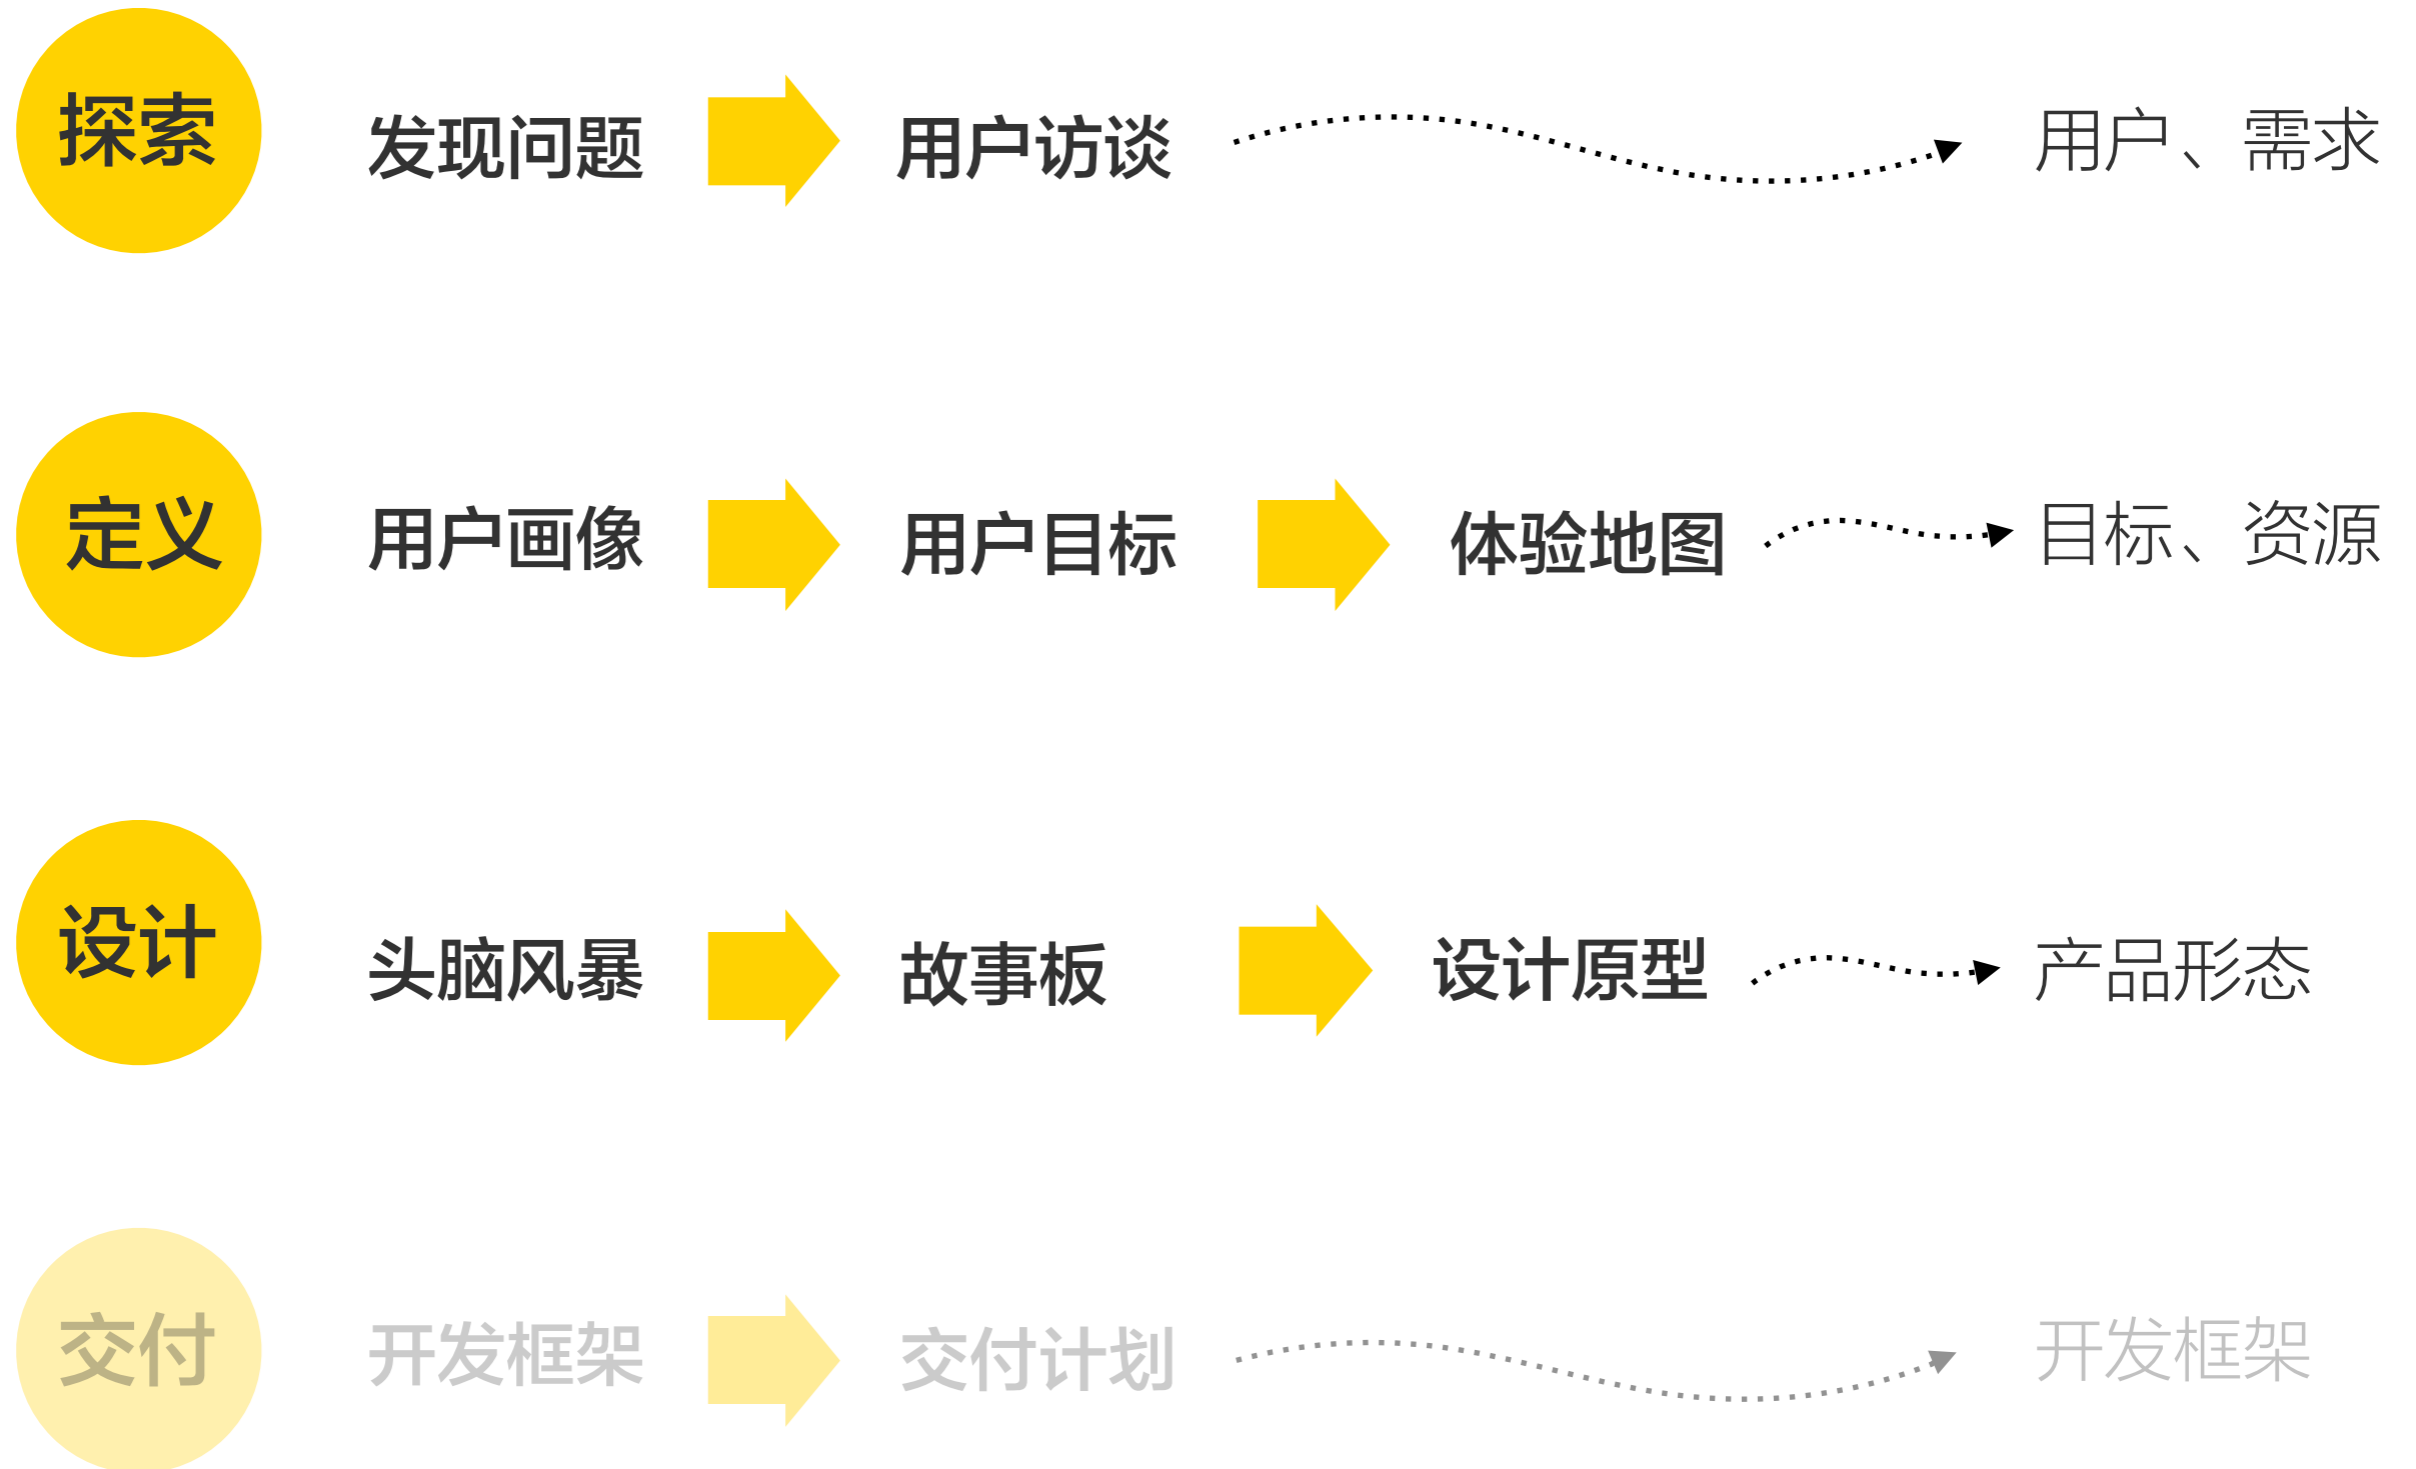 探索
发现问题
用户访谈
用户、需求
定义
用户画像
用户目标
体验地图
目标、资源
设计
头脑风暴
故事板
设计原型
产品形态
交付
开发框架
交付计划
开发框架